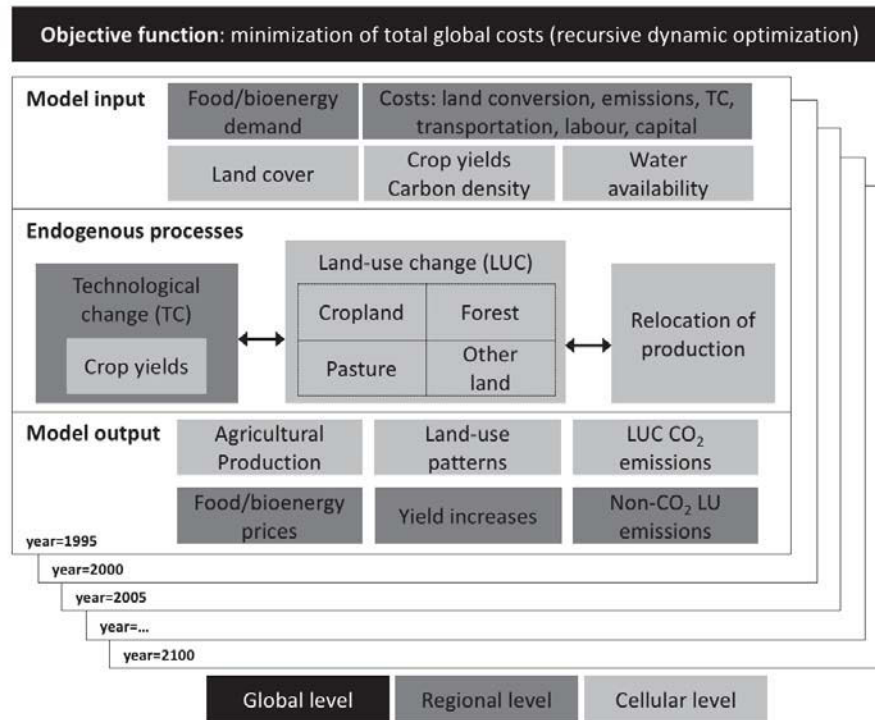 Objective function: minimization of total global costs (recursive dynamic optimization)
Model input
Food/bioenergy
demand
Costs: land conversion, emissions, TC,
transportation, labour, capital
Land cover
Crop yields
Carbon density
Water
availability
Endogenous processes
Technological
change (TC)
Crop yields
Land-use change (LUC)
Cropland
Forest
Pasture
Other
land
Relocation of
production
Model output
Agricultural
Production
Land-use
patterns
LUC CO₂
emissions
Food/bioenergy
prices
Yield increases
Non-CO₂ LU
emissions
year=1995
year=2000
year=2005
year=...
year=2100
Global level
Regional level
Cellular level